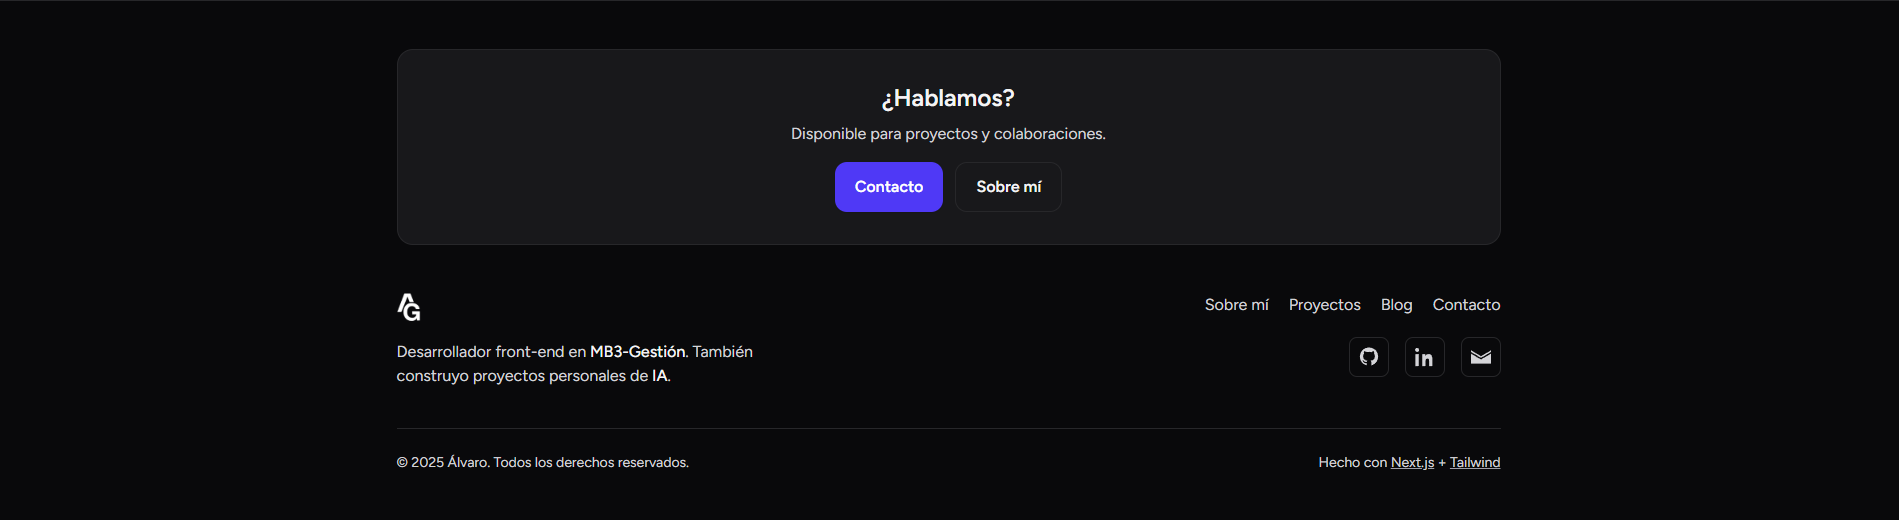 ¿Hablamos?
Disponible para proyectos y colaboraciones.
Contacto
Sobre mí
AG
Sobre mí
Proyectos
Blog
Contacto
Desarrollador front-end en MB3-Gestión. También
construyo proyectos personales de IA.
in
© 2025 Álvaro. Todos los derechos reservados.
Hecho con Next.js + Tailwind